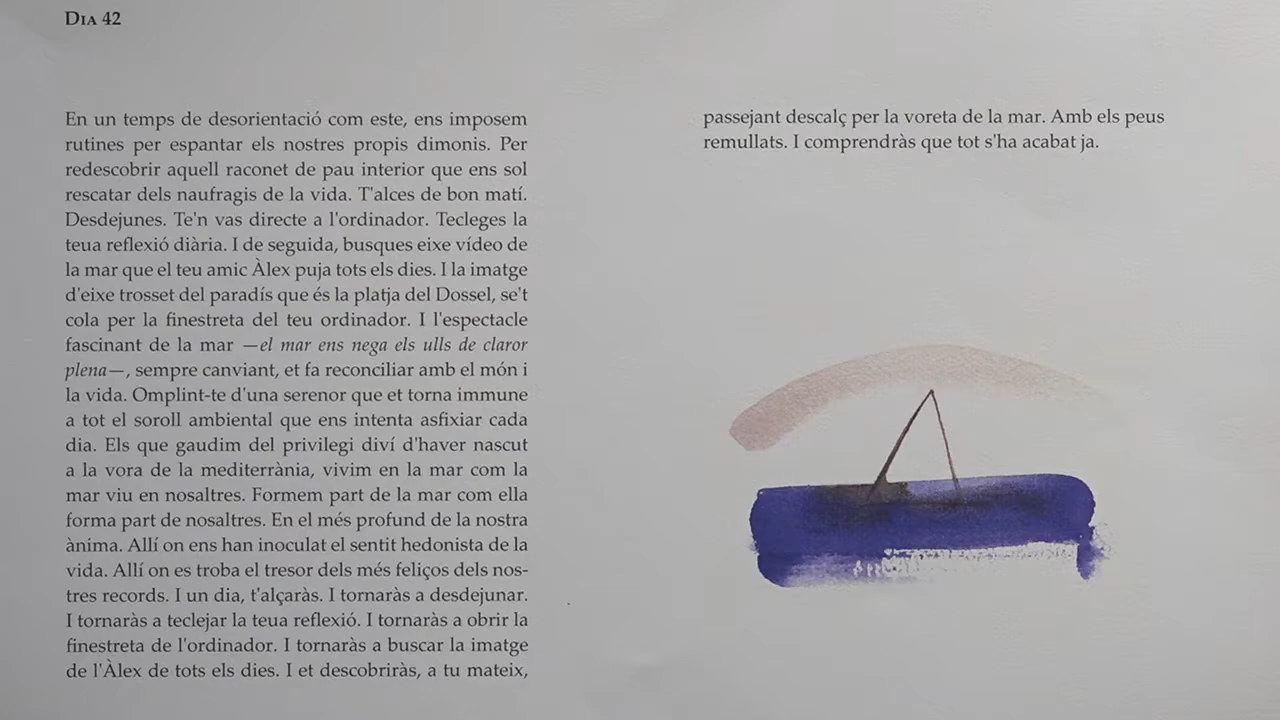 DIA 42
En un temps de desorientació com este, ens imposem
rutines per espantar els nostres propis dimonis. Per
redescobrir aquell raconet de pau interior que ens sol
rescatar dels naufragis de la vida. T'alces de bon matí.
Desdejunes. Te'n vas directe a l'ordinador. Tecleges la
teua reflexió diària. I de seguida, busques eixe vídeo de
la mar que el teu amic Àlex puja tots els dies. I la imatge
d'eixe trosset del paradís que és la platja del Dossel, se't
cola per la finestreta del teu ordinador. I l'espectacle
fascinant de la mar —el mar ens nega els ulls de claror
plena—, sempre canviant, et fa reconciliar amb el món i
la vida. Omplint-te d'una serenor que et torna immune
a tot el soroll ambiental que ens intenta asfixiar cada
dia. Els que gaudim del privilegi diví d'haver nascut
a la vora de la mediterrània, vivim en la mar com la
mar viu en nosaltres. Formem part de la mar com ella
forma part de nosaltres. En el més profund de la nostra
ànima. Allí on ens han inoculat el sentit hedonista de la
vida. Allí on es troba el tresor dels més feliços dels nos-
tres records. I un dia, t'alçaràs. I tornaràs a desdejunar.
I tornaràs a teclejar la teua reflexió. I tornaràs a obrir la
finestreta de l'ordinador. I tornaràs a buscar la imatge
de l'Àlex de tots els dies. I et descobriràs, a tu mateix,
passejant descalç per la voreta de la mar. Amb els peus
remullats. I comprendràs que tot s'ha acabat ja.